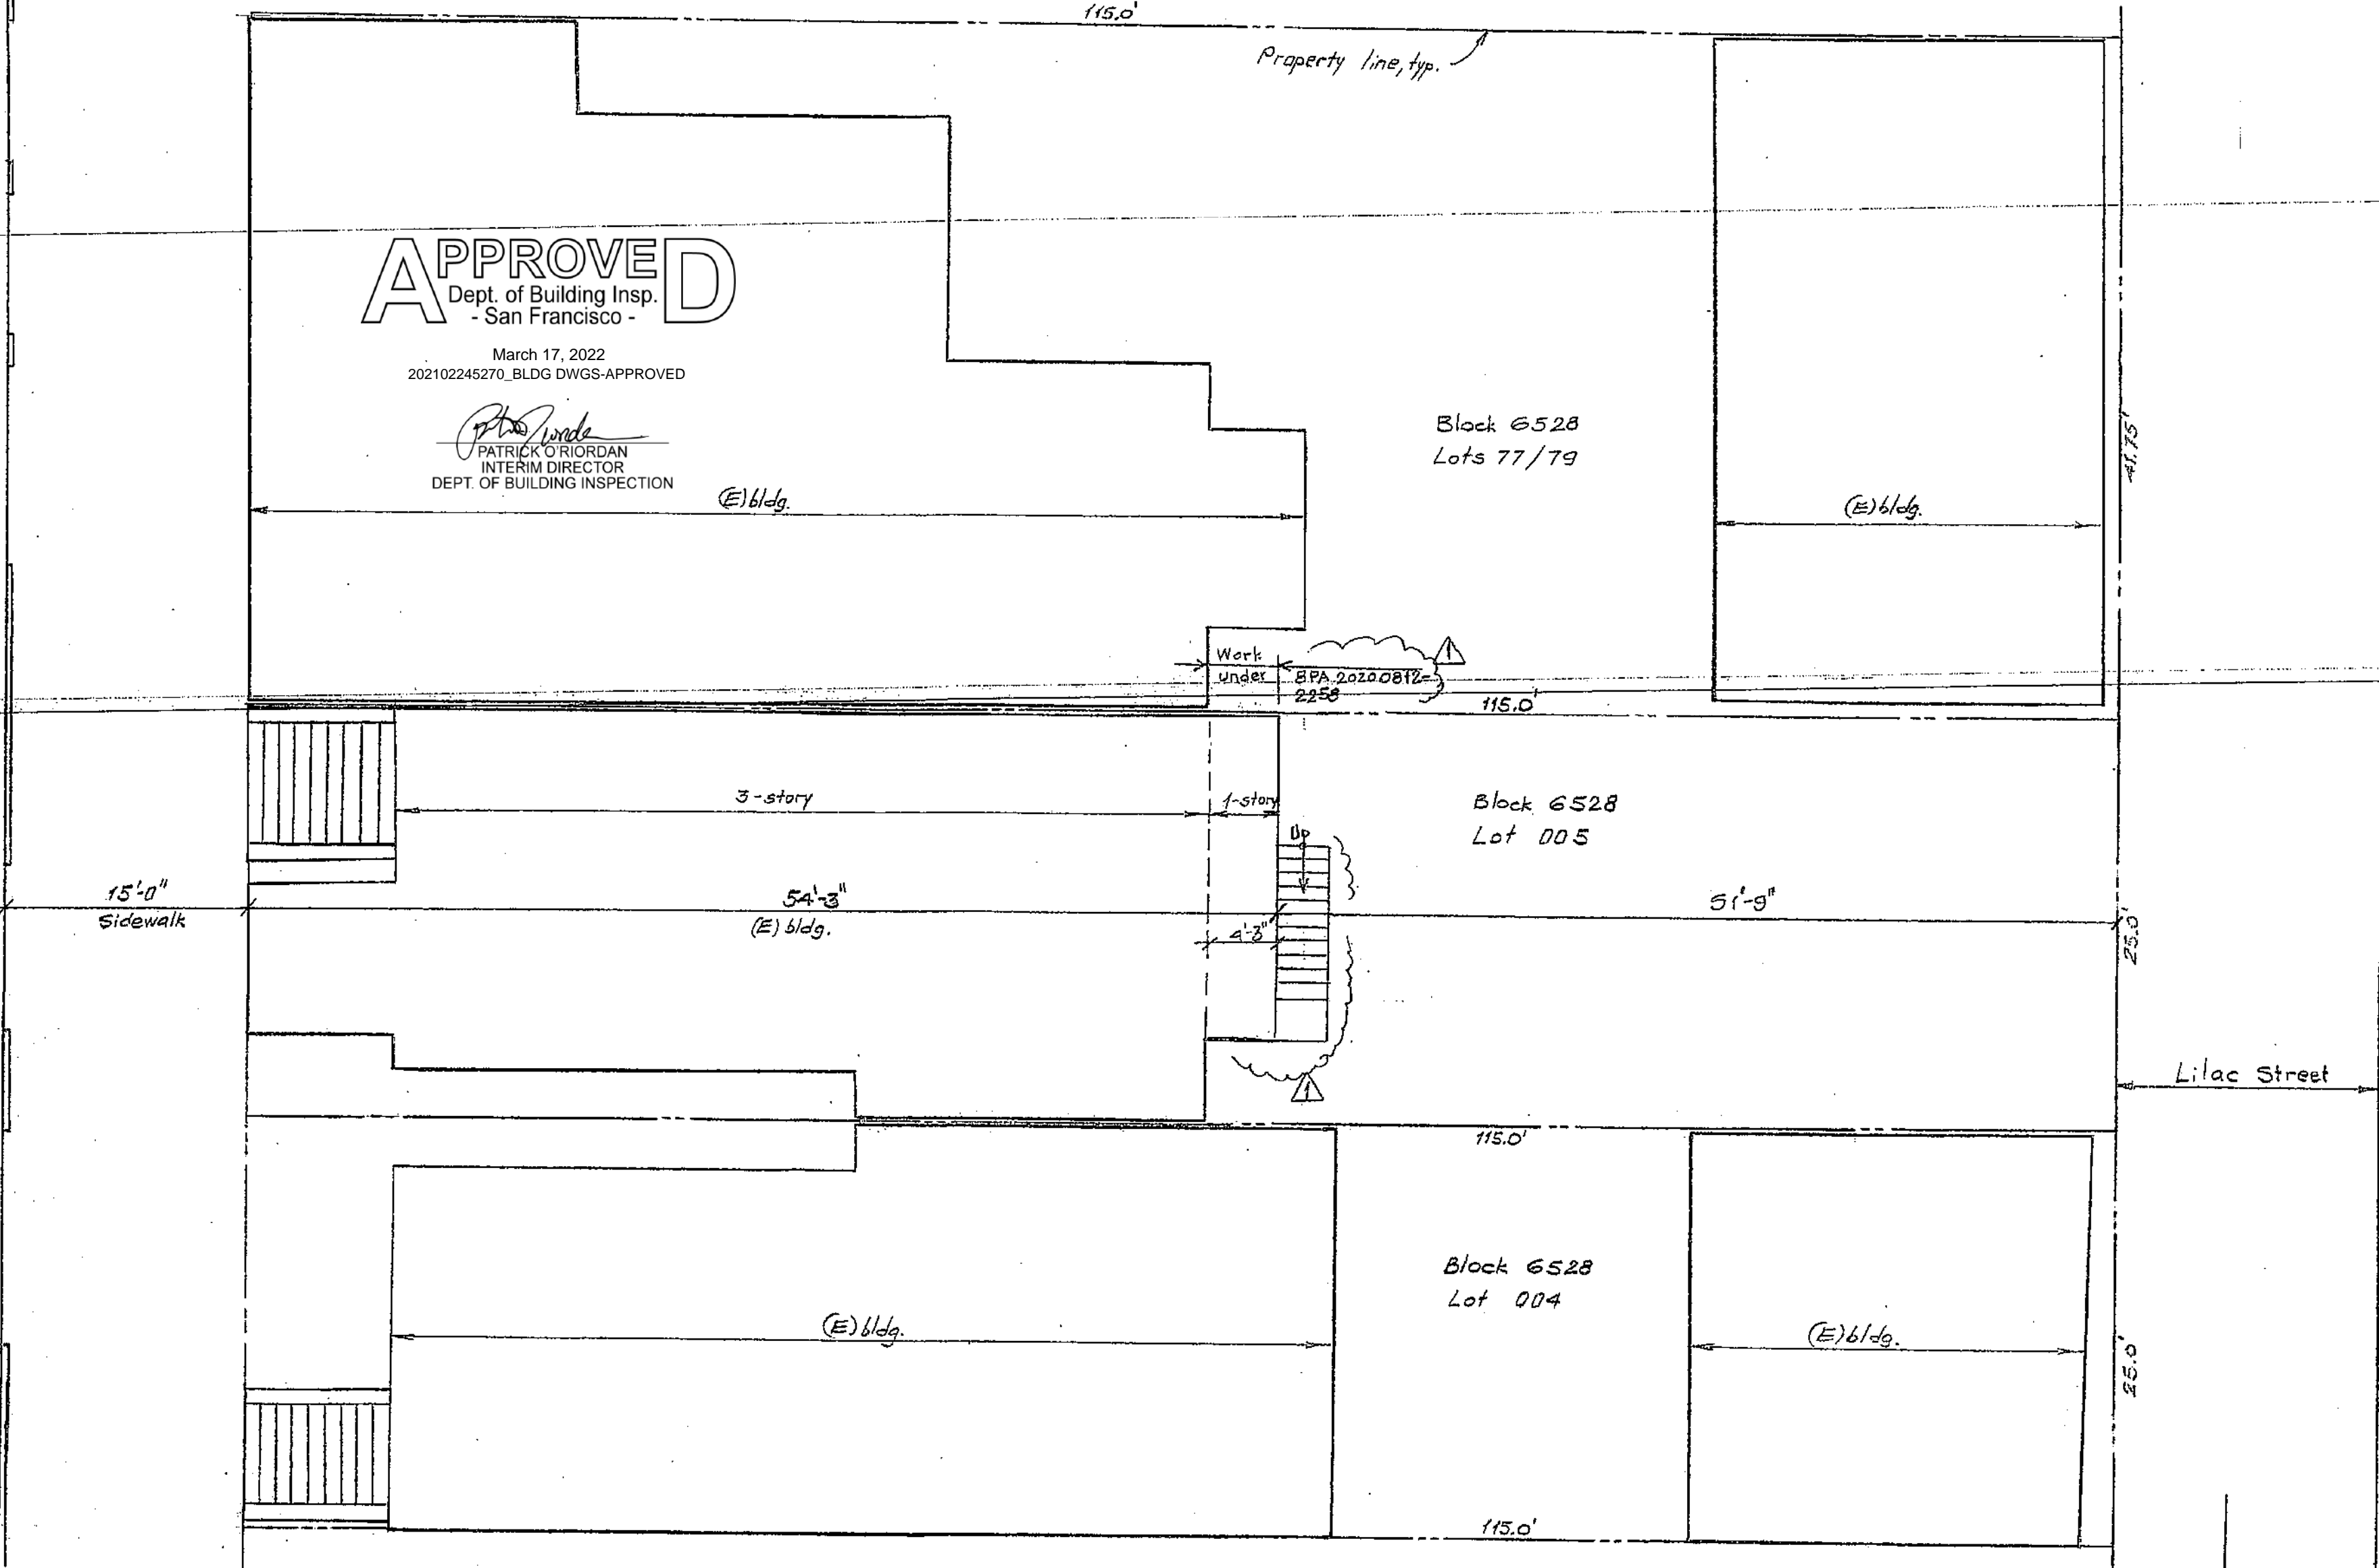 115.0'
Property line, typ.
APPROVED
Dept. of Building Insp.
- San Francisco -
March 17, 2022
202102245270_BLDG DWGS-APPROVED
PATRICK O'RIORDAN
INTERIM DIRECTOR
DEPT. OF BUILDING INSPECTION
Block 6528
Lots 77/79
41.75'
(E) bldg.
(E) bldg.
Work
under BPA 2020.0812-
2258
1
115.0'
3-story
1-story
Block 6528
Lot 005
Up
15'-0"
Sidewalk
54'-3"
(E) bldg.
4'-3"
51'-9"
25.0'
1
Lilac Street
115.0'
Block 6528
Lot 004
(E) bldg.
(E) bldg.
25.0'
115.0'